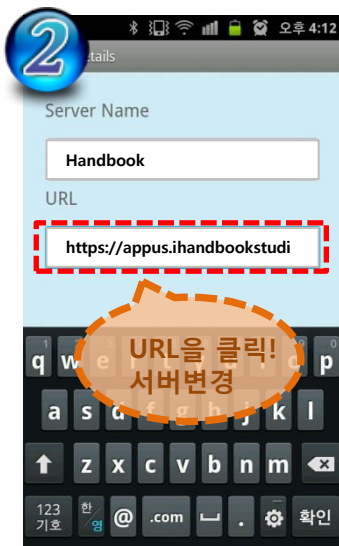 2
오후 4:12
tails
Server Name
Handbook
URL
https://appus.ihandbookstudi
URL을 클릭!
서버변경
q w e p
a s d f g h j k l
z x c v b n m
123 한 @ .com . 확인
기호 영